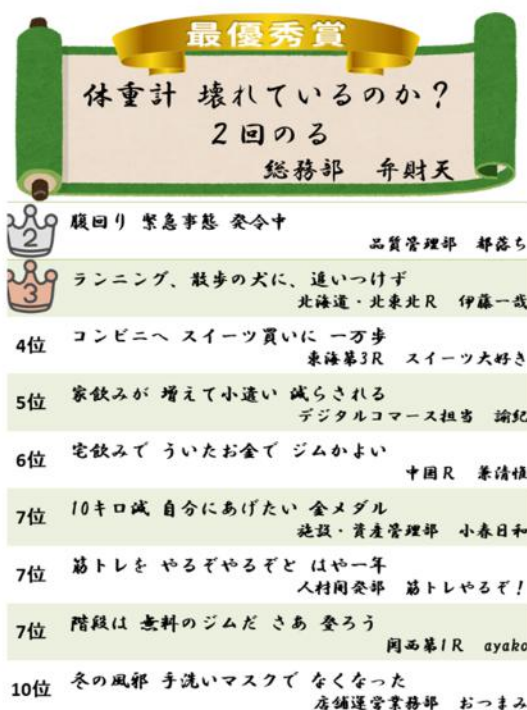 最優秀賞
体重計 壊れているのか?
2回のる
総務部 弁財天
2
腹回り 緊急事態 発令中
品質管理部 都落ち
3
ランニング、散歩の犬に、追いつけず
北海道・北東北R 伊藤一哉
4位
コンビニへ スイーツ買いに 一万歩
東海第3R スイーツ大好き
5位
家飲みが 増えて小遣い 減らされる
デジタルコマース担当 諭紀
6位
宅飲みで ういたお金で ジムかよい
中国R 兼清惟
7位
10キロ減 自分にあげたい 金メダル
施設・資産管理部 小春日和
7位
筋トレを やるぞやるぞと はや一年
人材開発部 筋トレやるぞ!
7位
階段は 無料のジムだ さあ 登ろう
関西第1R ayako
10位
冬の風邪 手洗いマスクで なくなった
店舗運営業務部 おつまみ